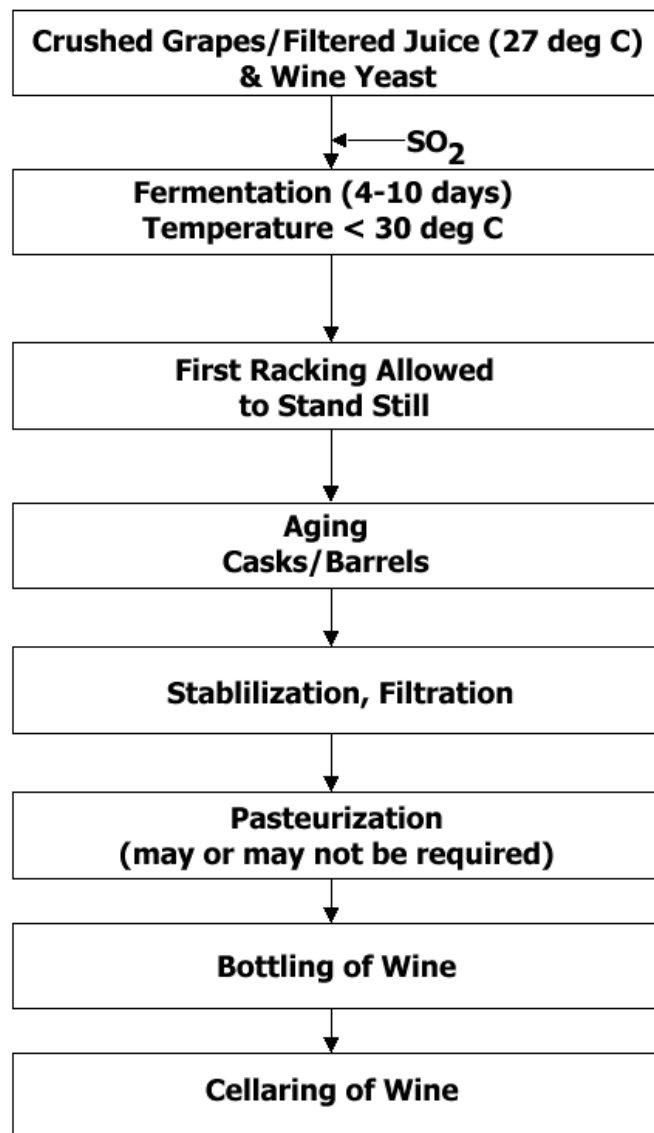 Crushed Grapes/Filtered Juice (27 deg C)
& Wine Yeast
SO2
Fermentation (4-10 days)
Temperature < 30 deg C
First Racking Allowed
to Stand Still
Aging
Casks/Barrels
Stablilization, Filtration
Pasteurization
(may or may not be required)
Bottling of Wine
Cellaring of Wine